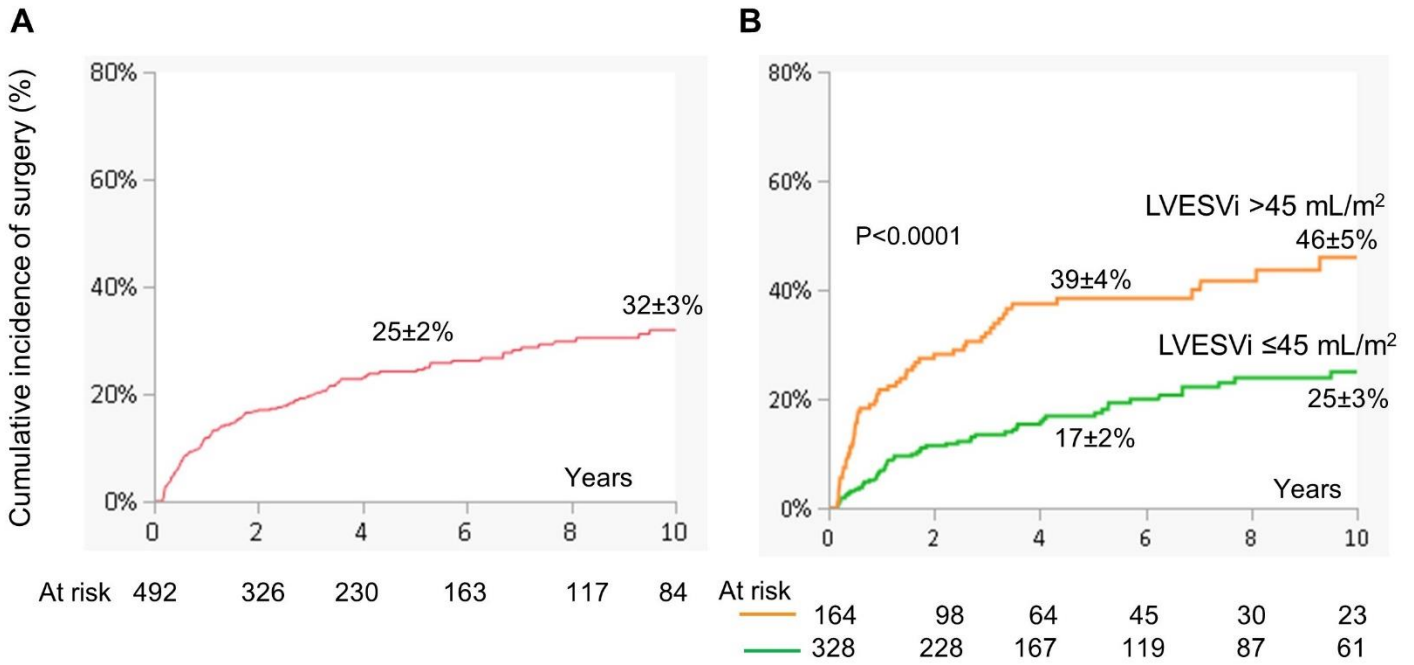 A
Cumulative incidence of surgery (%)
80%
60%
40%
20%
0%
25±2%
32±3%
Years
0 2 4 6 8 10
At risk 492 326 230 163 117 84
B
80%
60%
40%
20%
0%
P<0.0001
LVESVi >45 mL/m²
46±5%
39±4%
LVESVi ≤45 mL/m²
25±3%
17±2%
Years
0 2 4 6 8 10
At risk
164 98 64 45 30 23
328 228 167 119 87 61